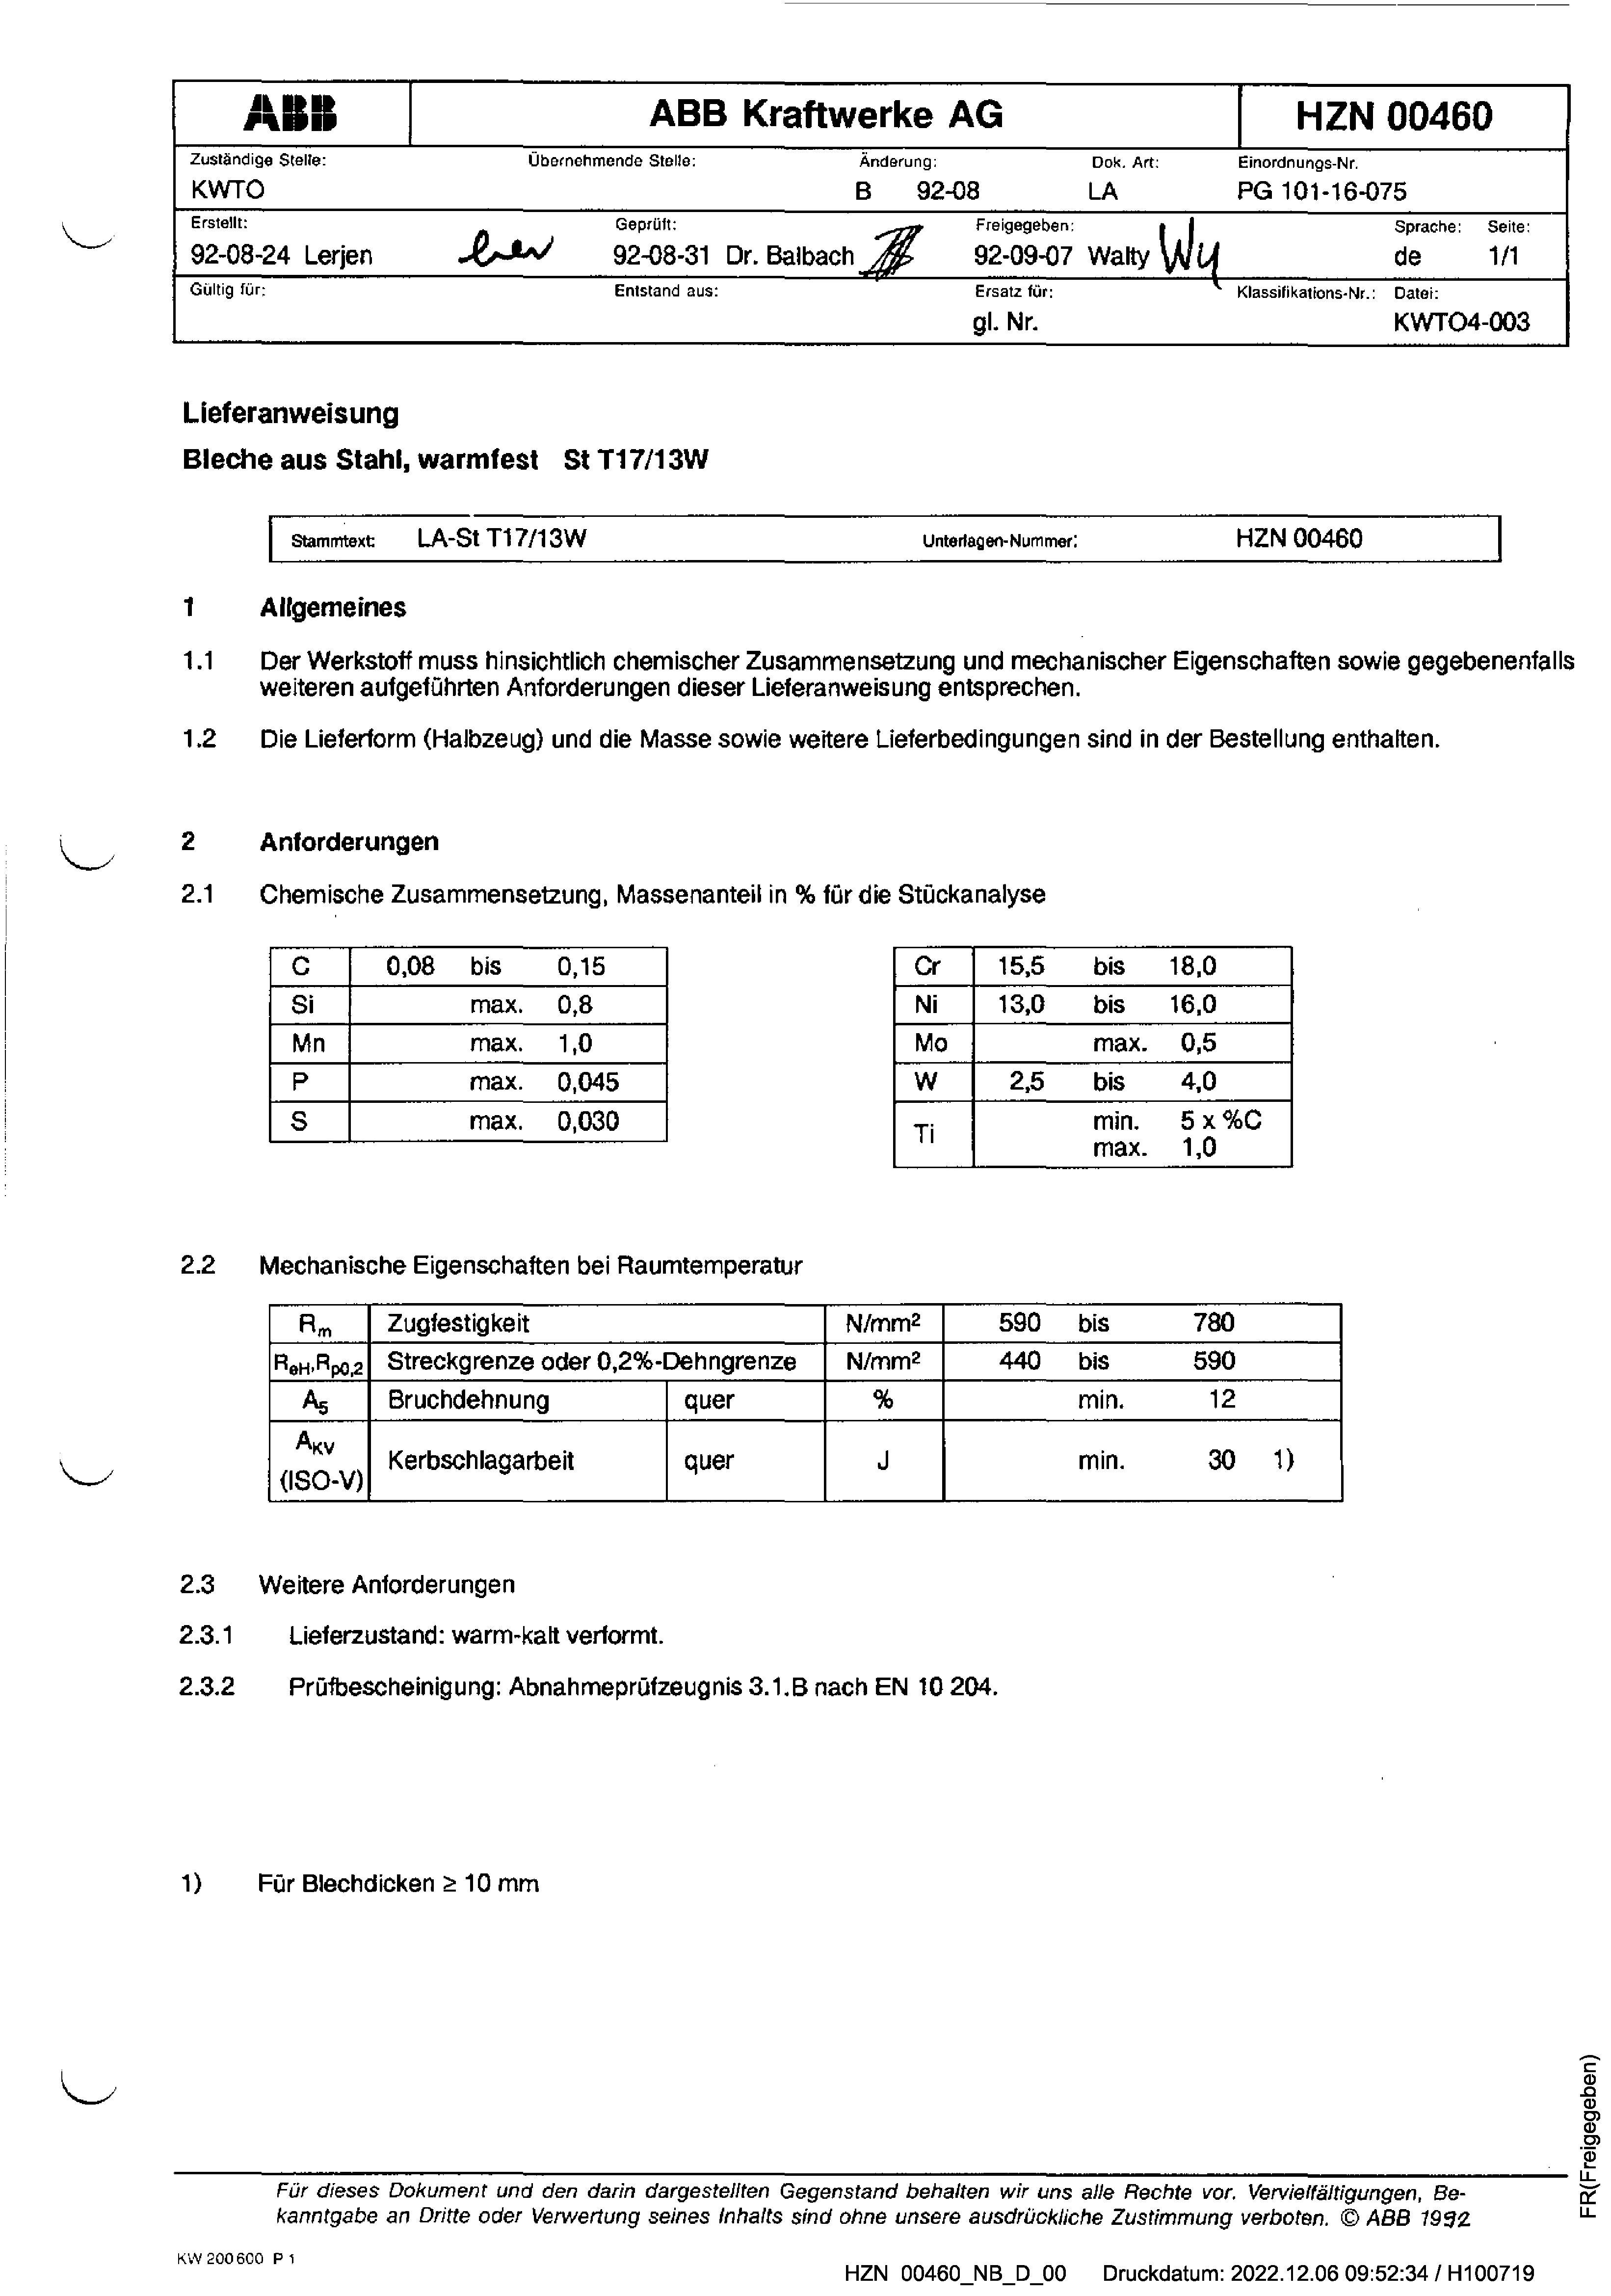 ABB ABB Kraftwerke AG HZN 00460
Zuständige Stelle: Übernehmende Stelle: Änderung: Dok. Art: Einordnungs-Nr.
KWTO B 92-08 LA PG 101-16-075
Erstellt: Geprüft: Freigegeben: Sprache: Seite:
92-08-24 Lerjen 92-08-31 Dr. Balbach 92-09-07 Walty Wy de 1/1
Gültig für: Entstand aus: Ersatz für: Klassifikations-Nr.: Datei:
gl. Nr. KWTO4-003
Lieferanweisung
Bleche aus Stahl, warmfest St T17/13W
Stammtext: LA-St T17/13W Unterlagen-Nummer: HZN 00460
1 Allgemeines
1.1 Der Werkstoff muss hinsichtlich chemischer Zusammensetzung und mechanischer Eigenschaften sowie gegebenenfalls
weiteren aufgeführten Anforderungen dieser Lieferanweisung entsprechen.
1.2 Die Lieferform (Halbzeug) und die Masse sowie weitere Lieferbedingungen sind in der Bestellung enthalten.
2 Anforderungen
2.1 Chemische Zusammensetzung, Massenanteil in % für die Stückanalyse
C 0,08 bis 0,15
Si max. 0,8
Mn max. 1,0
P max. 0,045
S max. 0,030
Cr 15,5 bis 18,0
Ni 13,0 bis 16,0
Mo max. 0,5
W 2,5 bis 4,0
Ti min. 5 x %C
max. 1,0
2.2 Mechanische Eigenschaften bei Raumtemperatur
Rm Zugfestigkeit N/mm² 590 bis 780
ReH,Rp0,2 Streckgrenze oder 0,2%-Dehngrenze N/mm² 440 bis 590
A5 Bruchdehnung quer % min. 12
AKV
(ISO-V) Kerbschlagarbeit quer J min. 30 1)
2.3 Weitere Anforderungen
2.3.1 Lieferzustand: warm-kalt verformt.
2.3.2 Prüfbescheinigung: Abnahmeprüfzeugnis 3.1.B nach EN 10 204.
1) Für Blechdicken ≥ 10 mm
Für dieses Dokument und den darin dargestellten Gegenstand behalten wir uns alle Rechte vor. Vervielfältigungen, Be-
kanntgabe an Dritte oder Verwertung seines Inhalts sind ohne unsere ausdrückliche Zustimmung verboten. © ABB 1992
KW 200600 P 1
HZN 00460_NB_D_00 Druckdatum: 2022.12.06 09:52:34 / H100719
FR(Freigegeben)